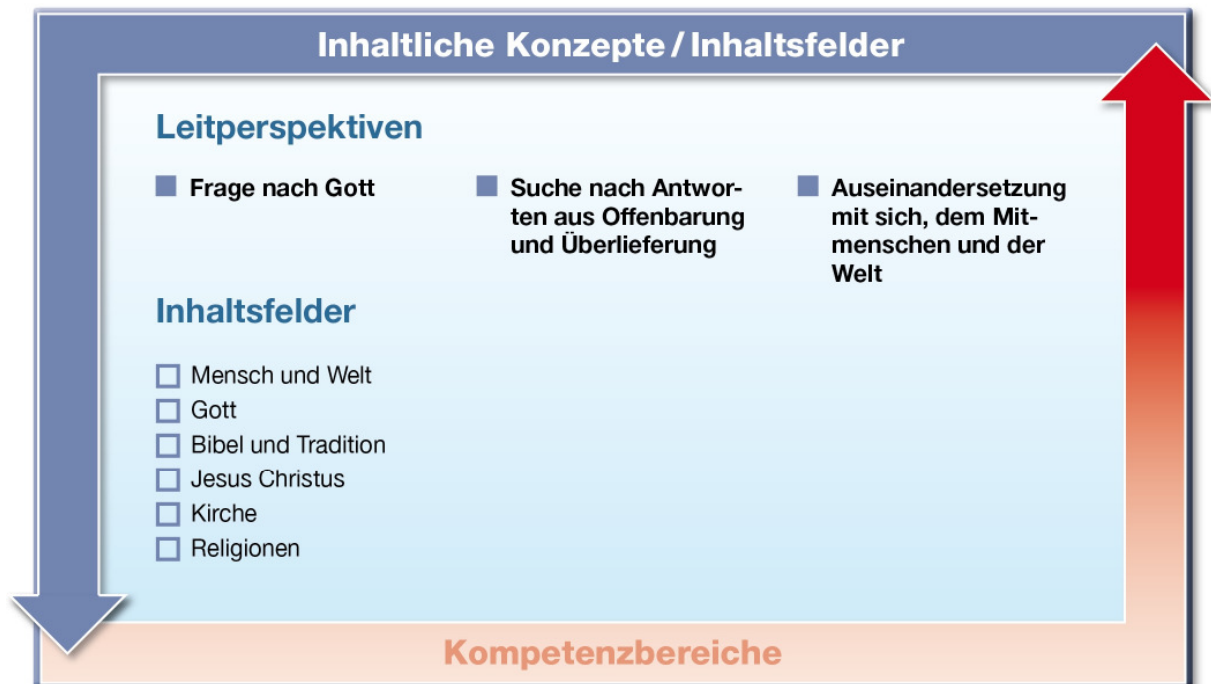 Inhaltliche Konzepte / Inhaltsfelder
Leitperspektiven
Frage nach Gott
Suche nach Antwor-
ten aus Offenbarung
und Überlieferung
Auseinandersetzung
mit sich, dem Mit-
menschen und der
Welt
Inhaltsfelder
Mensch und Welt
Gott
Bibel und Tradition
Jesus Christus
Kirche
Religionen
Kompetenzbereiche